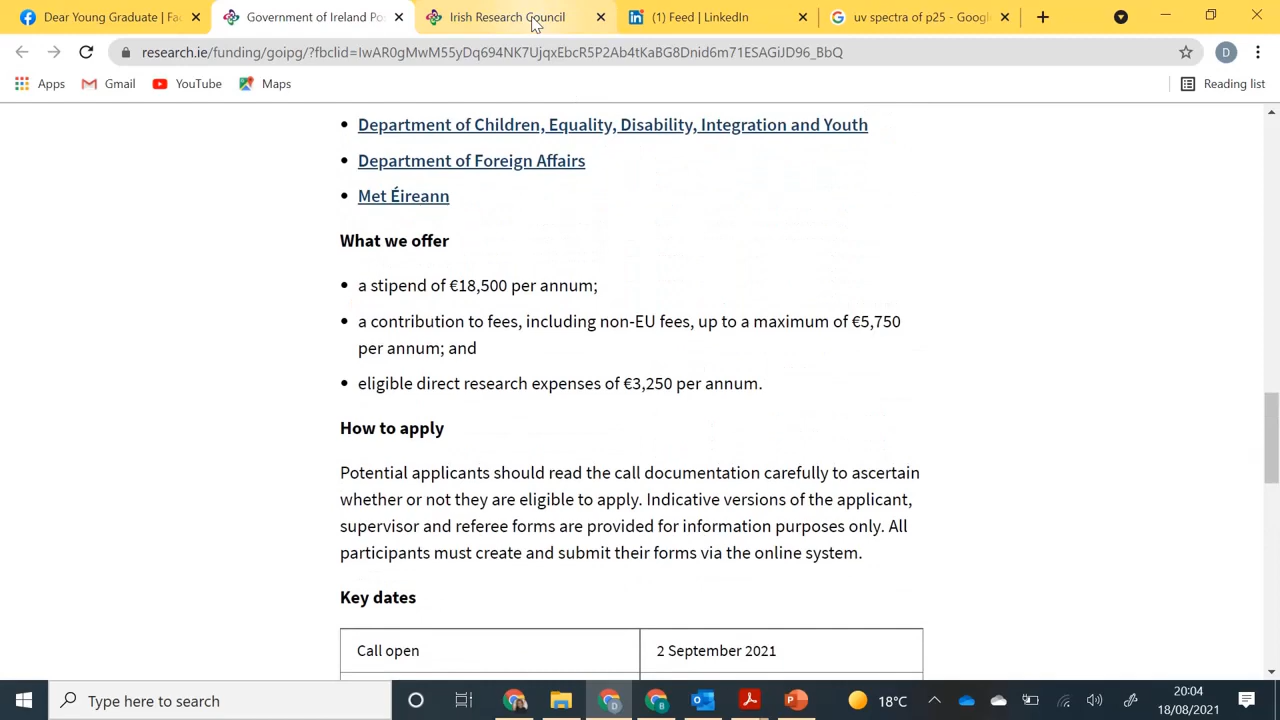 Dear Young Graduate | Fac
Government of Ireland Po
Irish Research Council
(1) Feed | LinkedIn
uv spectra of p25 - Google
research.ie/funding/goipg/?fbclid=IwAR0gMwM55yDq694NK7UjqxEbcR5P2Ab4tKaBG8Dnid6m71ESAGiJD96_BbQ
D
Apps
Gmail
YouTube
Maps
Reading list
• Department of Children, Equality, Disability, Integration and Youth
• Department of Foreign Affairs
• Met Éireann
What we offer
• a stipend of €18,500 per annum;
• a contribution to fees, including non-EU fees, up to a maximum of €5,750
per annum; and
• eligible direct research expenses of €3,250 per annum.
How to apply
Potential applicants should read the call documentation carefully to ascertain
whether or not they are eligible to apply. Indicative versions of the applicant,
supervisor and referee forms are provided for information purposes only. All
participants must create and submit their forms via the online system.
Key dates
Call open
2 September 2021
Type here to search
18°C
20:04
18/08/2021